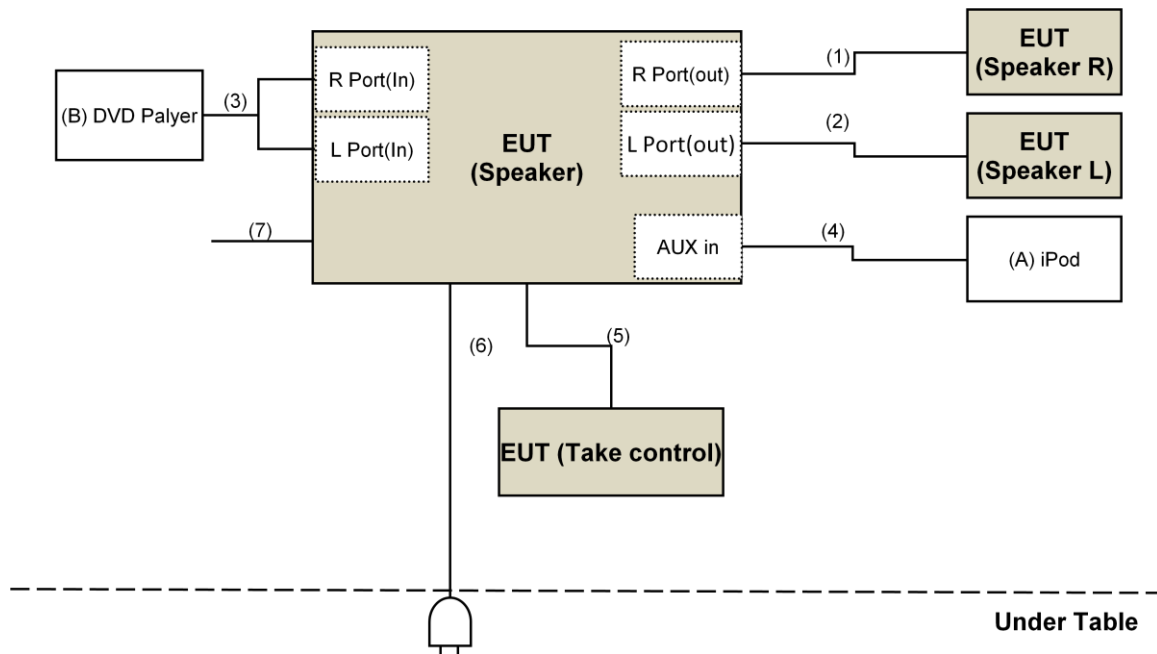 (B) DVD Palyer
(3)
R Port(In)
L Port(In)
(7)
EUT
(Speaker)
R Port(out)
L Port(out)
AUX in
(1)
(2)
(4)
EUT
(Speaker R)
EUT
(Speaker L)
(A) iPod
(6)
(5)
EUT (Take control)
Under Table